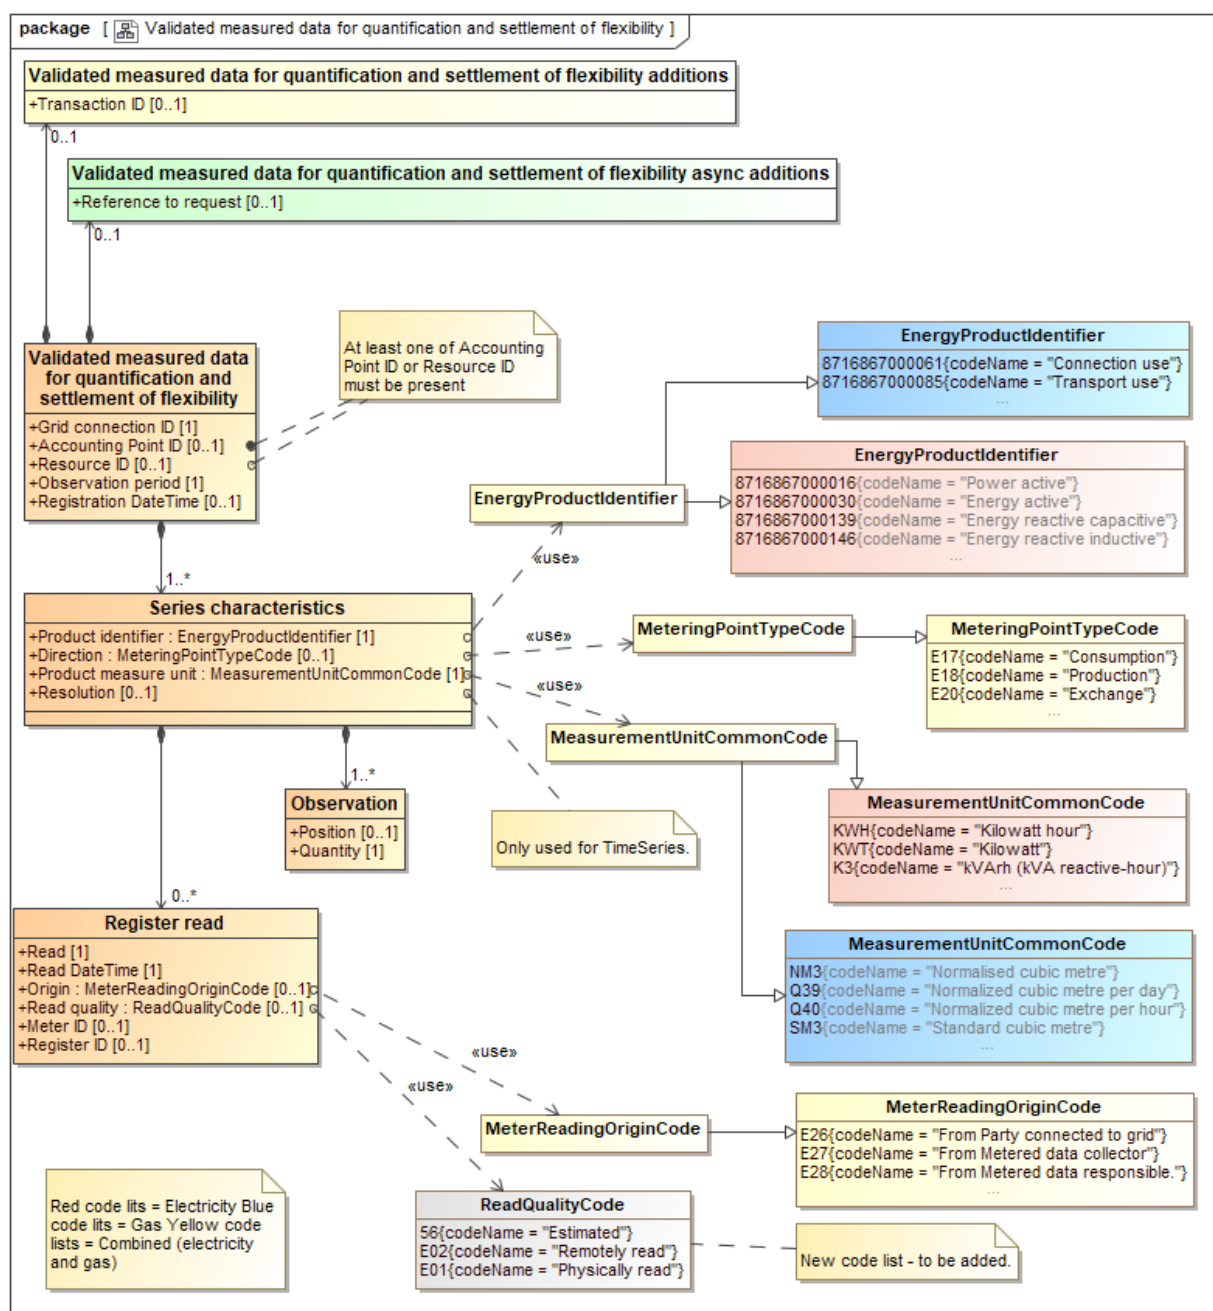 package [ Validated measured data for quantification and settlement of flexibility ]
Validated measured data for quantification and settlement of flexibility additions
+Transaction ID [0..1]
0..1
Validated measured data for quantification and settlement of flexibility async additions
+Reference to request [0..1]
0..1
At least one of Accounting
Point ID or Resource ID
must be present
Validated measured data
for quantification and
settlement of flexibility
+Grid connection ID [1]
+Accounting Point ID [0..1]
+Resource ID [0..1]
+Observation period [1]
+Registration DateTime [0..1]
EnergyProductIdentifier
8716867000061{codeName = "Connection use"}
8716867000085{codeName = "Transport use"}
...
EnergyProductIdentifier
8716867000016{codeName = "Power active"}
8716867000030{codeName = "Energy active"}
8716867000139{codeName = "Energy reactive capacitive"}
8716867000146{codeName = "Energy reactive inductive"}
...
EnergyProductIdentifier
«use»
1..*
Series characteristics
+Product identifier : EnergyProductIdentifier [1]
+Direction : MeteringPointTypeCode [0..1]
+Product measure unit : MeasurementUnitCommonCode [1]
+Resolution [0..1]
«use»
«use»
MeteringPointTypeCode
MeteringPointTypeCode
E17{codeName = "Consumption"}
E18{codeName = "Production"}
E20{codeName = "Exchange"}
...
MeasurementUnitCommonCode
1..*
Observation
+Position [0..1]
+Quantity [1]
Only used for TimeSeries.
MeasurementUnitCommonCode
KWH{codeName = "Kilowatt hour"}
KWT{codeName = "Kilowatt"}
K3{codeName = "kVArh (kVA reactive-hour)"}
...
0..*
Register read
+Read [1]
+Read DateTime [1]
+Origin : MeterReadingOriginCode [0..1]
+Read quality : ReadQualityCode [0..1]
+Meter ID [0..1]
+Register ID [0..1]
MeasurementUnitCommonCode
NM3{codeName = "Normalised cubic metre"}
Q39{codeName = "Normalized cubic metre per day"}
Q40{codeName = "Normalized cubic metre per hour"}
SM3{codeName = "Standard cubic metre"}
...
«use»
«use»
MeterReadingOriginCode
MeterReadingOriginCode
E26{codeName = "From Party connected to grid"}
E27{codeName = "From Metered data collector"}
E28{codeName = "From Metered data responsible."}
...
Red code lits = Electricity Blue
code lits = Gas Yellow code
lists = Combined (electricity
and gas)
ReadQualityCode
56{codeName = "Estimated"}
E02{codeName = "Remotely read"}
E01{codeName = "Physically read"}
New code list - to be added.